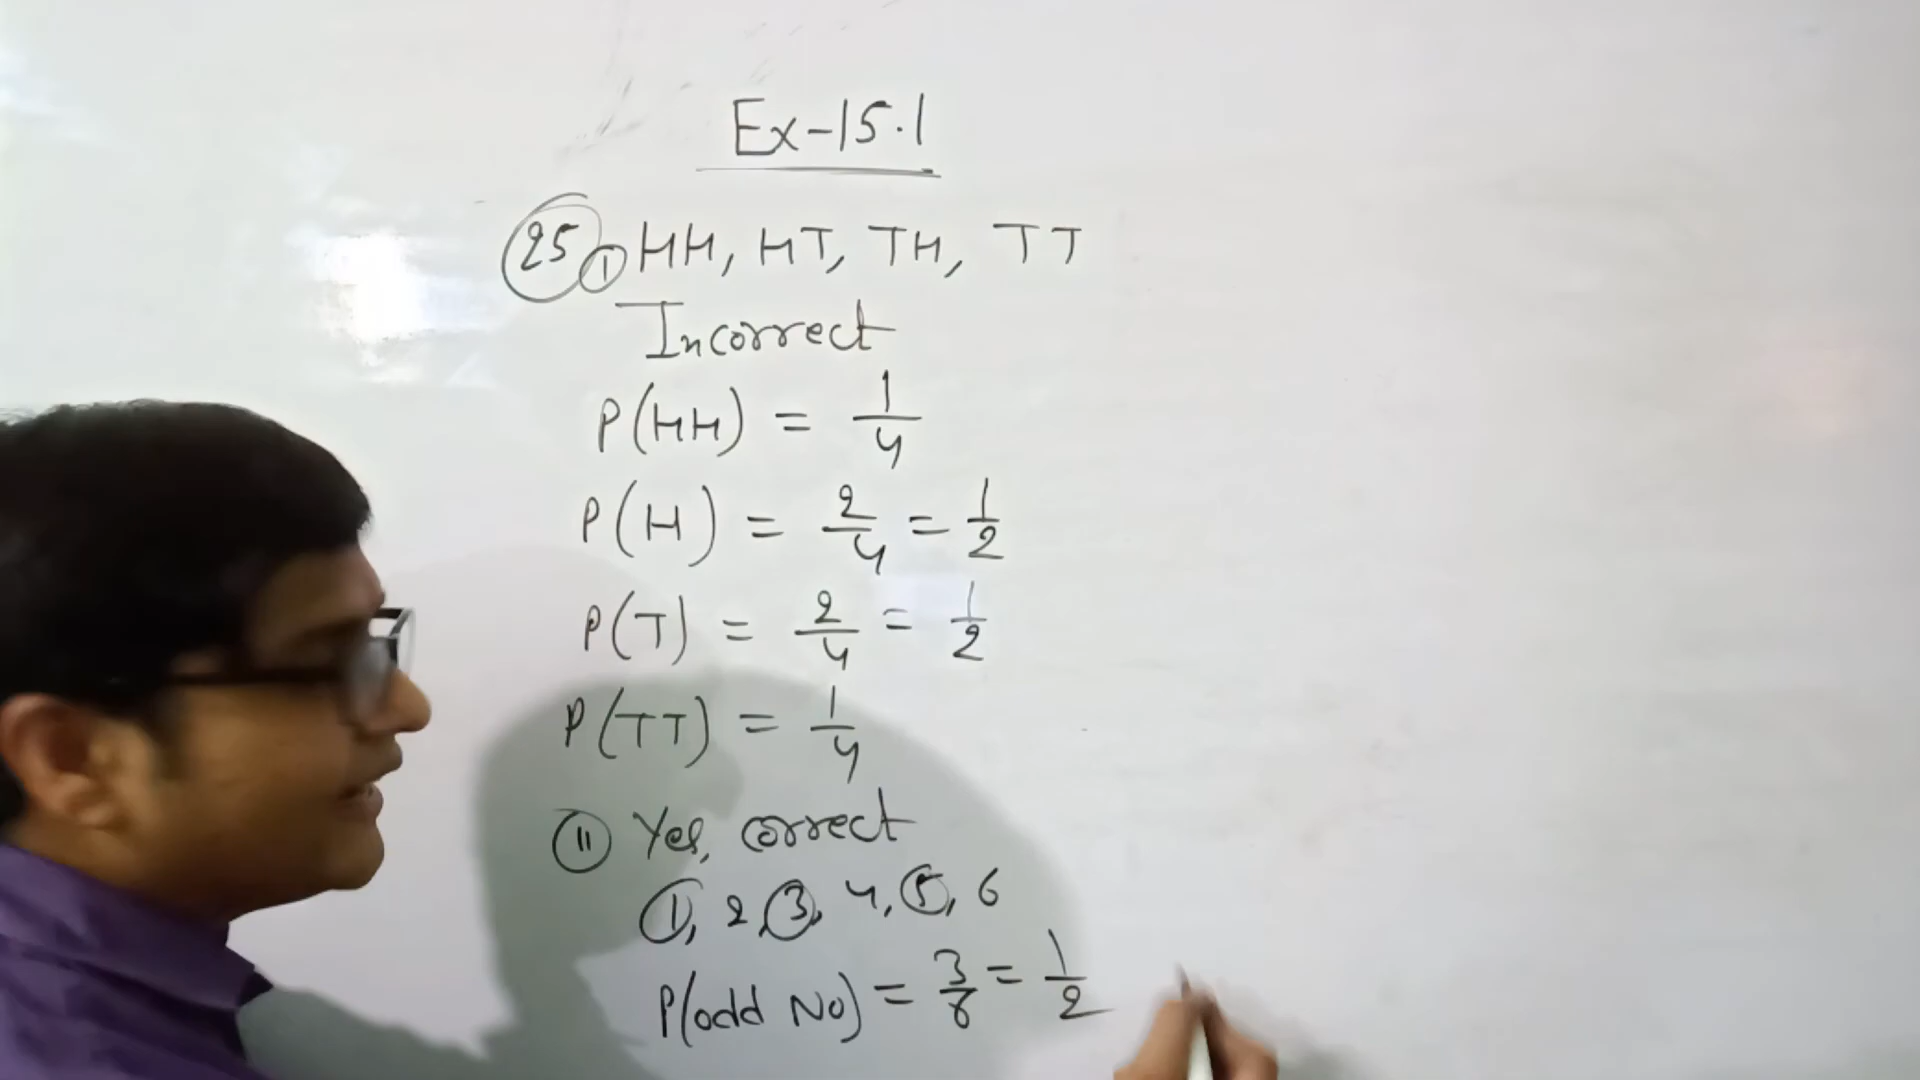 Ex-15.1
25 I HH, HT, TH, TT
Incorrect
P(HH) = 1/4
P(H) = 2/4 = 1/2
P(T) = 2/4 = 1/2
P(TT) = 1/4
II Yes, correct
1, 2, 3, 4, 5, 6
P(odd No) = 3/6 = 1/2